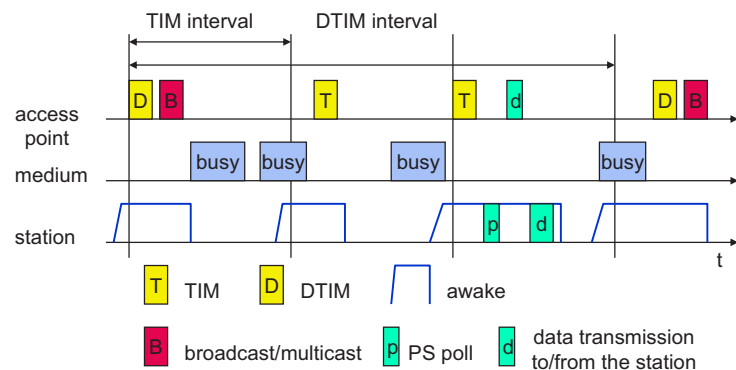 TIM interval
DTIM interval
D
B
T
T
d
D
B
access
point
busy
busy
busy
busy
medium
p
d
station
t
T
TIM
D
DTIM
awake
B
broadcast/multicast
p
PS poll
d
data transmission
to/from the station